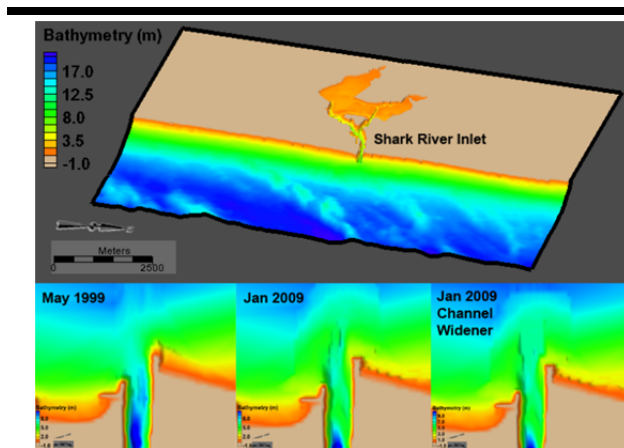 Bathymetry (m)
17.0
12.5
8.0
3.5
-1.0
Shark River Inlet
Meters
0
2500
May 1999
Jan 2009
Jan 2009
Channel
Widener
Bathymetry (m)
Bathymetry (m)
Bathymetry (m)